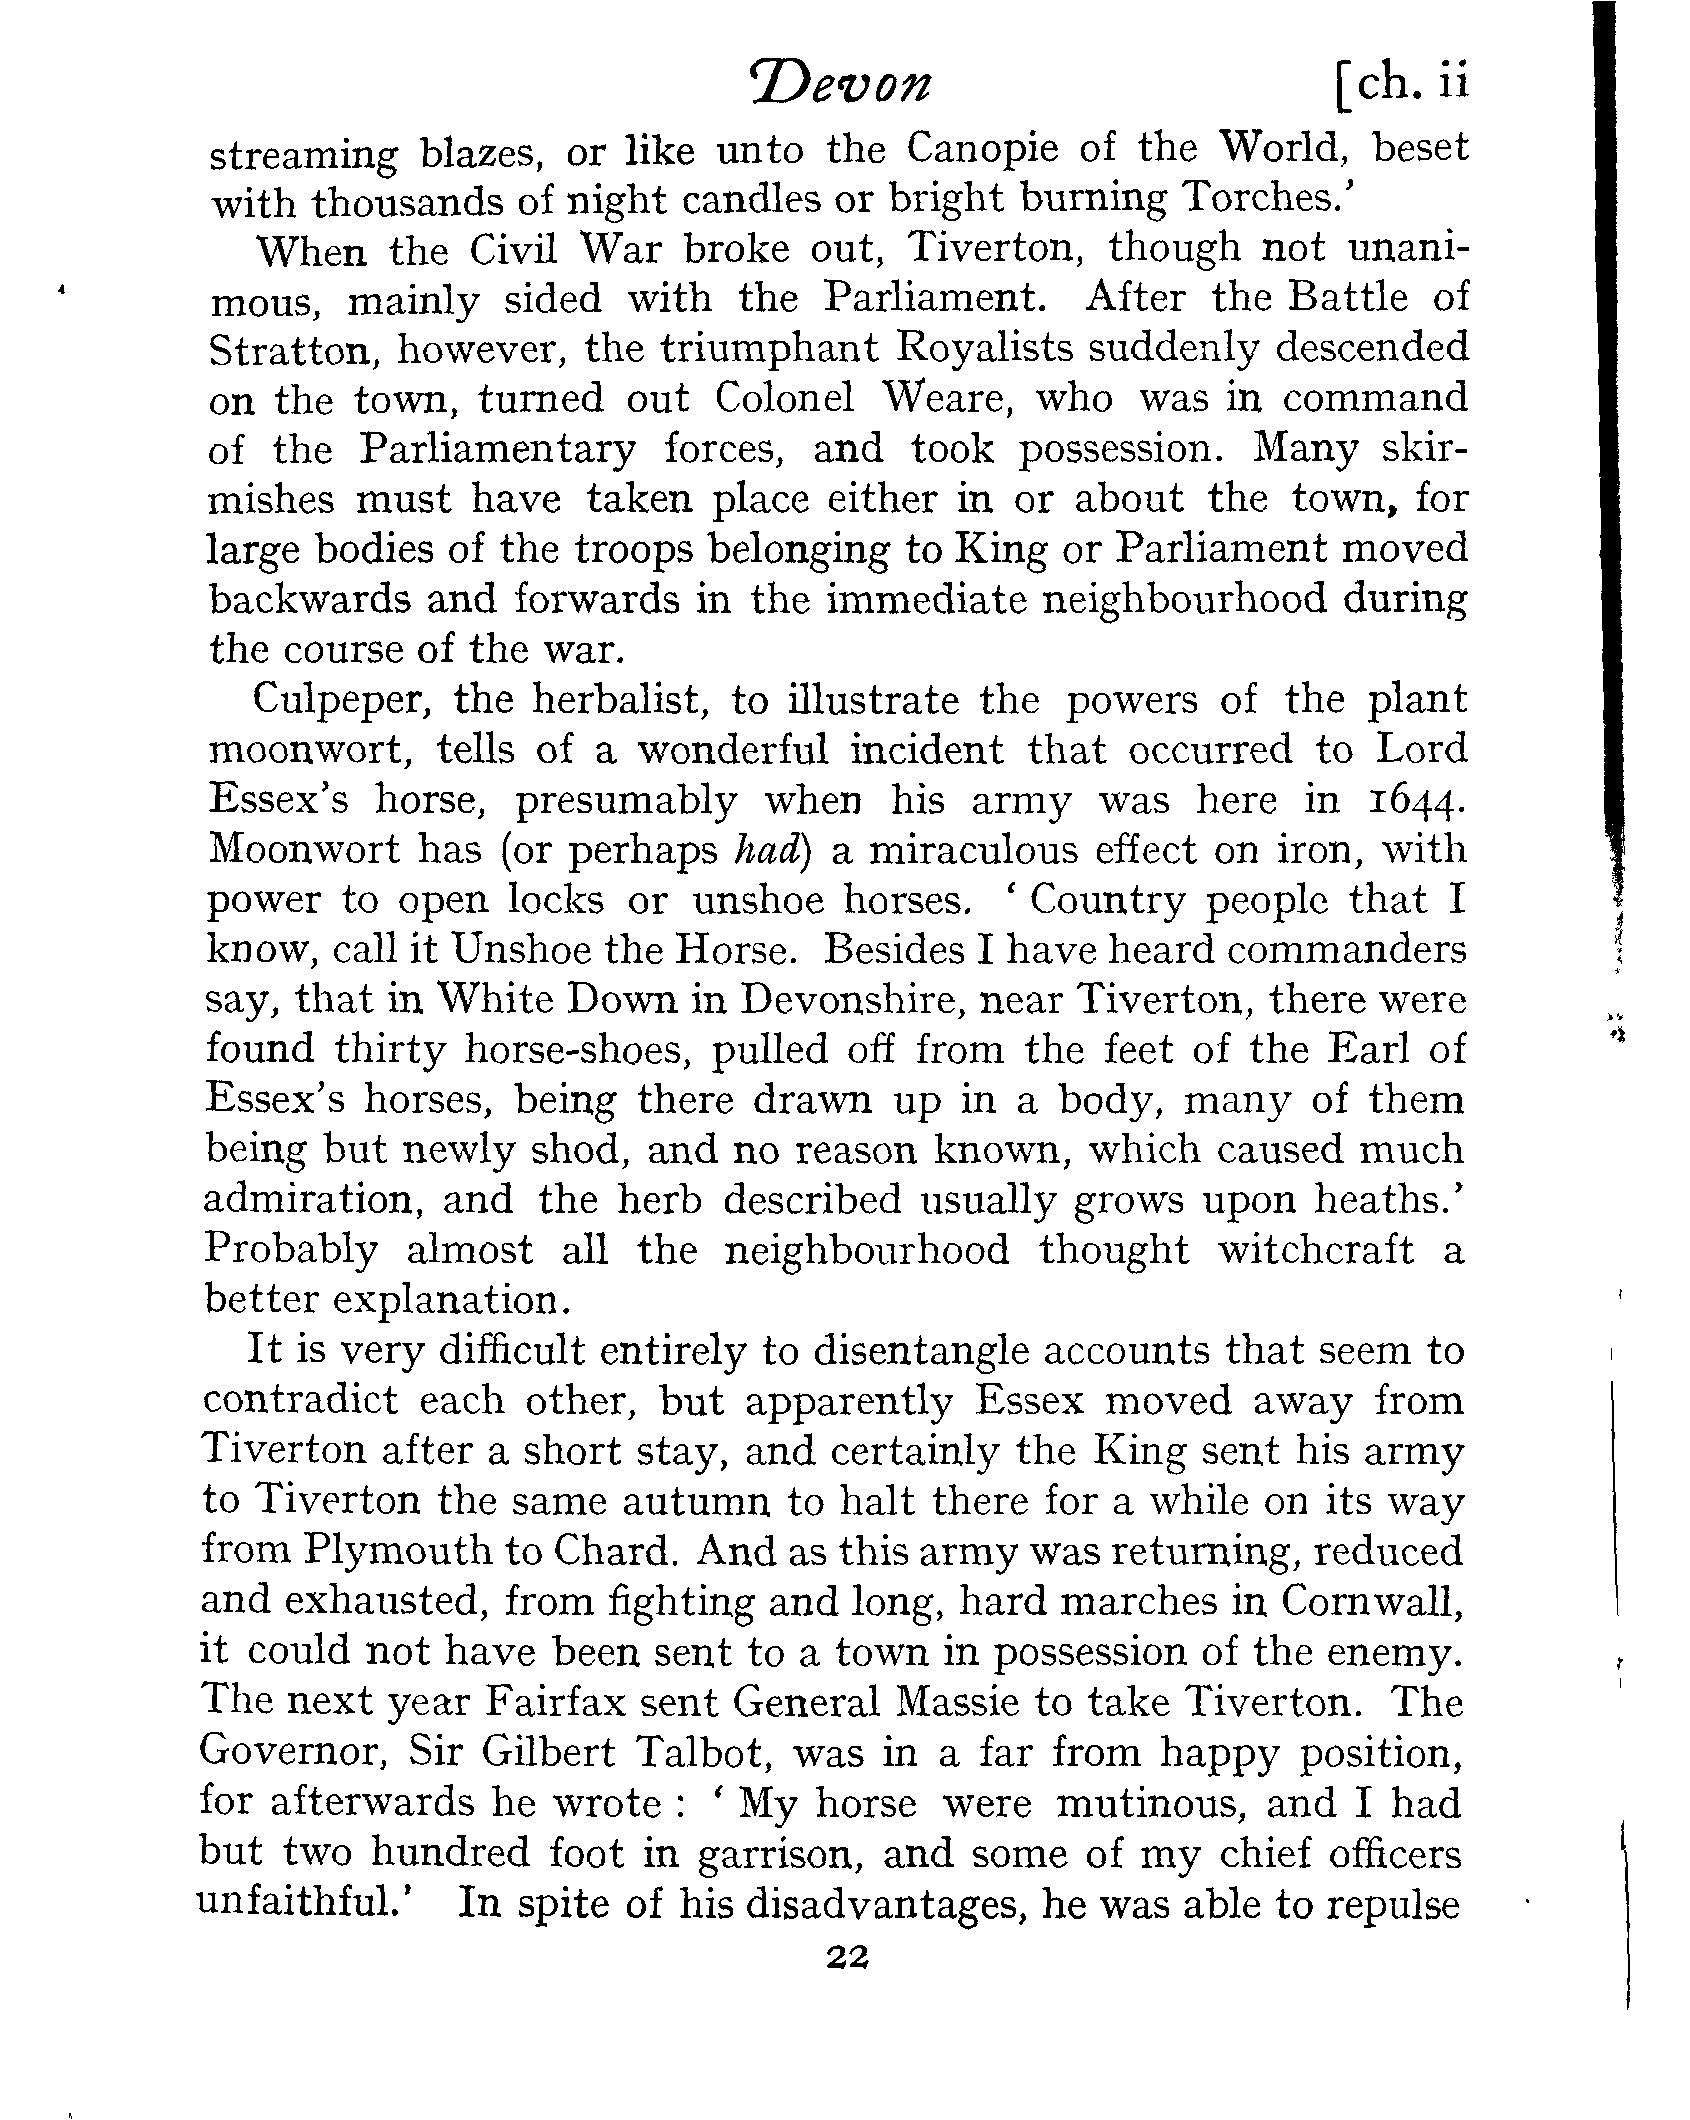 Devon [ch. ii
streaming blazes, or like unto the Canopie of the World, beset
with thousands of night candles or bright burning Torches.'
When the Civil War broke out, Tiverton, though not unani-
mous, mainly sided with the Parliament. After the Battle of
Stratton, however, the triumphant Royalists suddenly descended
on the town, turned out Colonel Weare, who was in command
of the Parliamentary forces, and took possession. Many skir-
mishes must have taken place either in or about the town, for
large bodies of the troops belonging to King or Parliament moved
backwards and forwards in the immediate neighbourhood during
the course of the war.
Culpeper, the herbalist, to illustrate the powers of the plant
moonwort, tells of a wonderful incident that occurred to Lord
Essex's horse, presumably when his army was here in 1644.
Moonwort has (or perhaps had) a miraculous effect on iron, with
power to open locks or unshoe horses. ' Country people that I
know, call it Unshoe the Horse. Besides I have heard commanders
say, that in White Down in Devonshire, near Tiverton, there were
found thirty horse-shoes, pulled off from the feet of the Earl of
Essex's horses, being there drawn up in a body, many of them
being but newly shod, and no reason known, which caused much
admiration, and the herb described usually grows upon heaths.'
Probably almost all the neighbourhood thought witchcraft a
better explanation.
It is very difficult entirely to disentangle accounts that seem to
contradict each other, but apparently Essex moved away from
Tiverton after a short stay, and certainly the King sent his army
to Tiverton the same autumn to halt there for a while on its way
from Plymouth to Chard. And as this army was returning, reduced
and exhausted, from fighting and long, hard marches in Cornwall,
it could not have been sent to a town in possession of the enemy.
The next year Fairfax sent General Massie to take Tiverton. The
Governor, Sir Gilbert Talbot, was in a far from happy position,
for afterwards he wrote : ' My horse were mutinous, and I had
but two hundred foot in garrison, and some of my chief officers
unfaithful.' In spite of his disadvantages, he was able to repulse
22